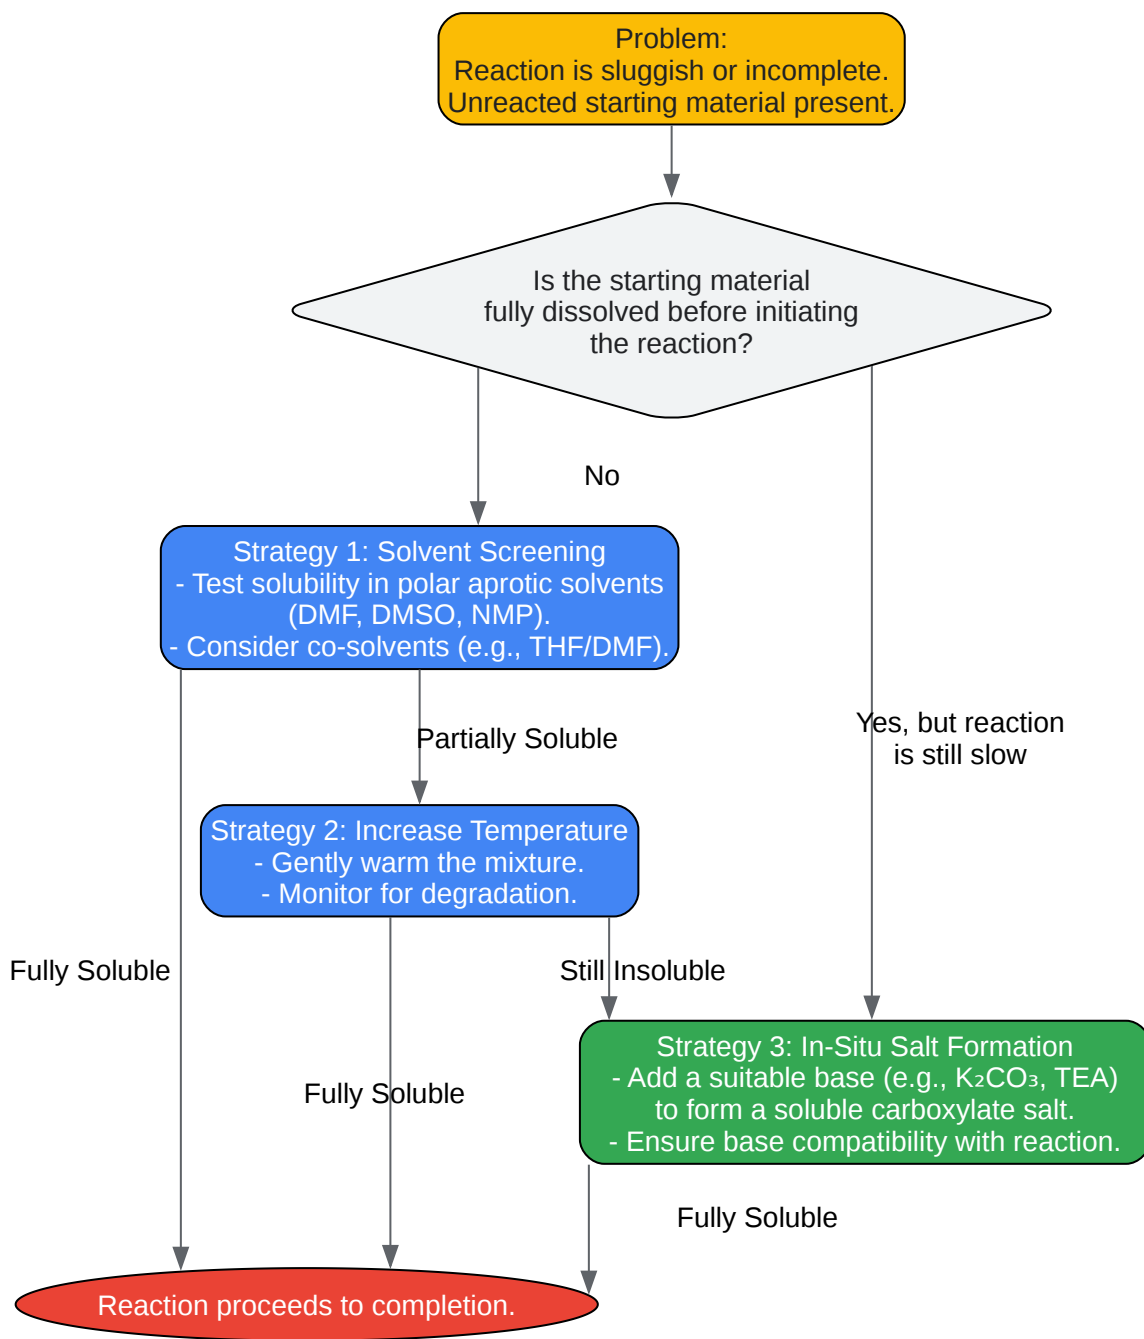 Problem:
Reaction is sluggish or incomplete.
Unreacted starting material present.
Is the starting material
fully dissolved before initiating
the reaction?
No
Strategy 1: Solvent Screening
- Test solubility in polar aprotic solvents
(DMF, DMSO, NMP).
- Consider co-solvents (e.g., THF/DMF).
Partially Soluble
Yes, but reaction
is still slow
Strategy 2: Increase Temperature
- Gently warm the mixture.
- Monitor for degradation.
Fully Soluble
Still Insoluble
Strategy 3: In-Situ Salt Formation
- Add a suitable base (e.g., K₂CO₃, TEA)
to form a soluble carboxylate salt.
- Ensure base compatibility with reaction.
Fully Soluble
Fully Soluble
Reaction proceeds to completion.